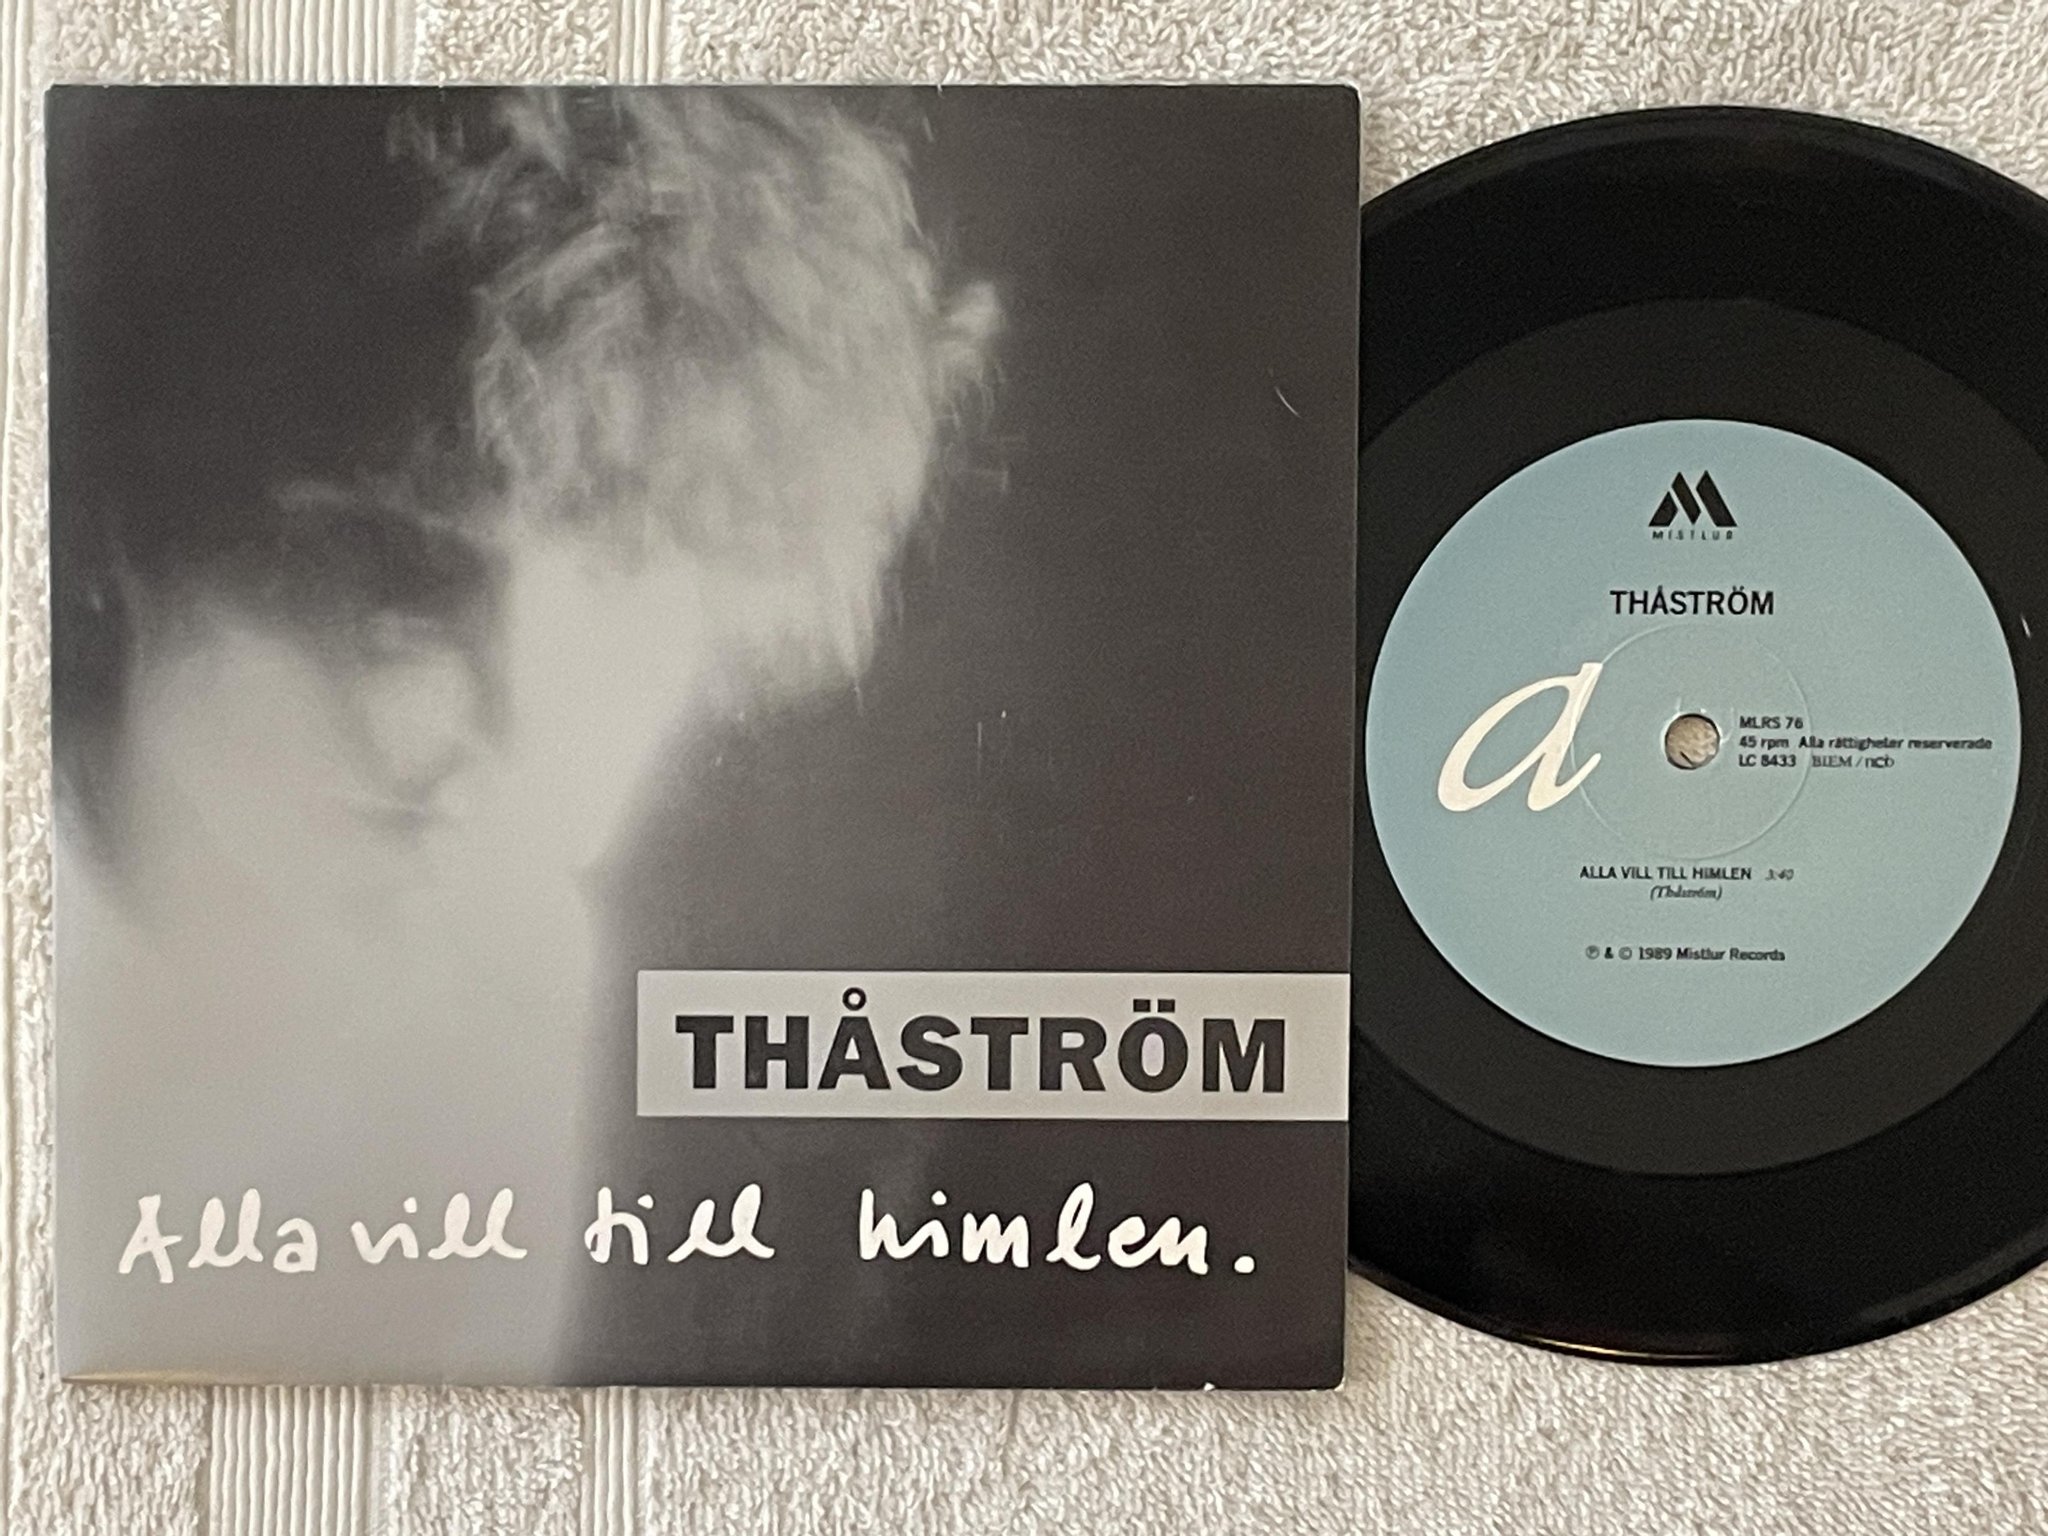 THÅSTRÖM
Alla vill till himlen.
MISTLUR
THÅSTRÖM
a
MLRS 76
45 rpm Alla rättigheter reserverade
LC 8433 BIEM / ncb
ALLA VILL TILL HIMLEN 3:40
(Thåström)
℗ & © 1989 Mistlur Records